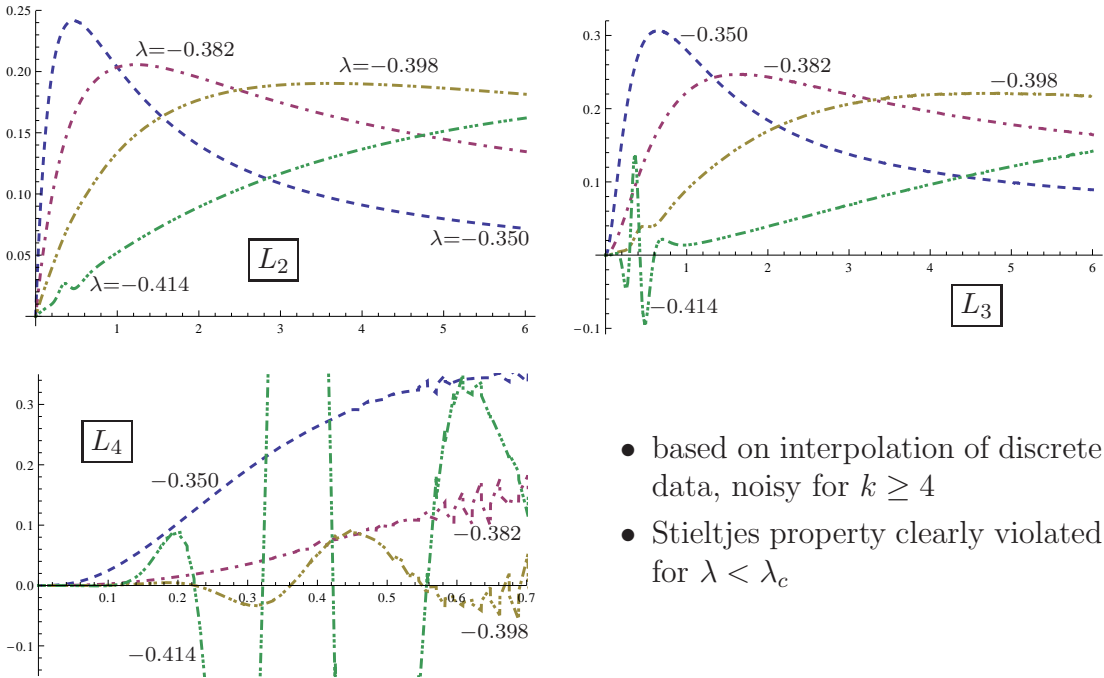 0.25
0.20
0.15
0.10
0.05
1 2 3 4 5 6
λ=−0.382
λ=−0.398
λ=−0.350
λ=−0.414
L₂
0.3
0.2
0.1
−0.1
1 2 3 4 5 6
−0.350
−0.382
−0.398
−0.414
L₃
0.3
0.2
0.1
0.0
−0.1
0.1 0.2 0.3 0.4 0.5 0.6 0.7
L₄
−0.350
−0.382
−0.398
−0.414
• based on interpolation of discrete
data, noisy for k ≥ 4
• Stieltjes property clearly violated
for λ < λ_c